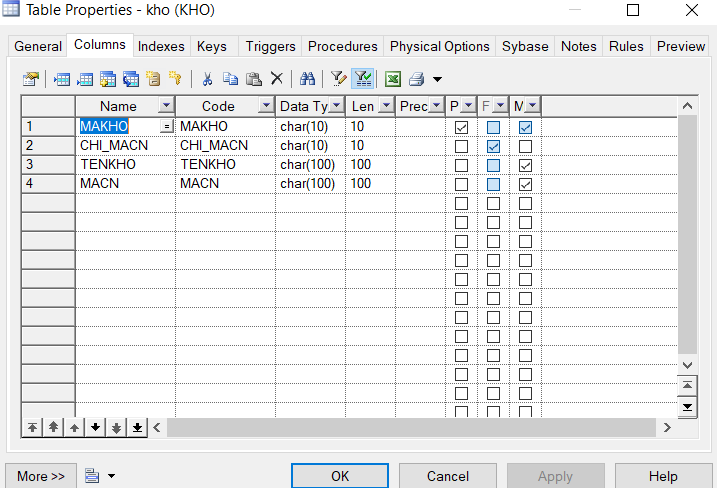 Table Properties - kho (KHO)
General Columns Indexes Keys Triggers Procedures Physical Options Sybase Notes Rules Preview
Name Code Data Ty Len Prec P F M
1 MAKHO = MAKHO char(10) 10
2 CHI_MACN CHI_MACN char(10) 10
3 TENKHO TENKHO char(100) 100
4 MACN MACN char(100) 100
More >> OK Cancel Apply Help